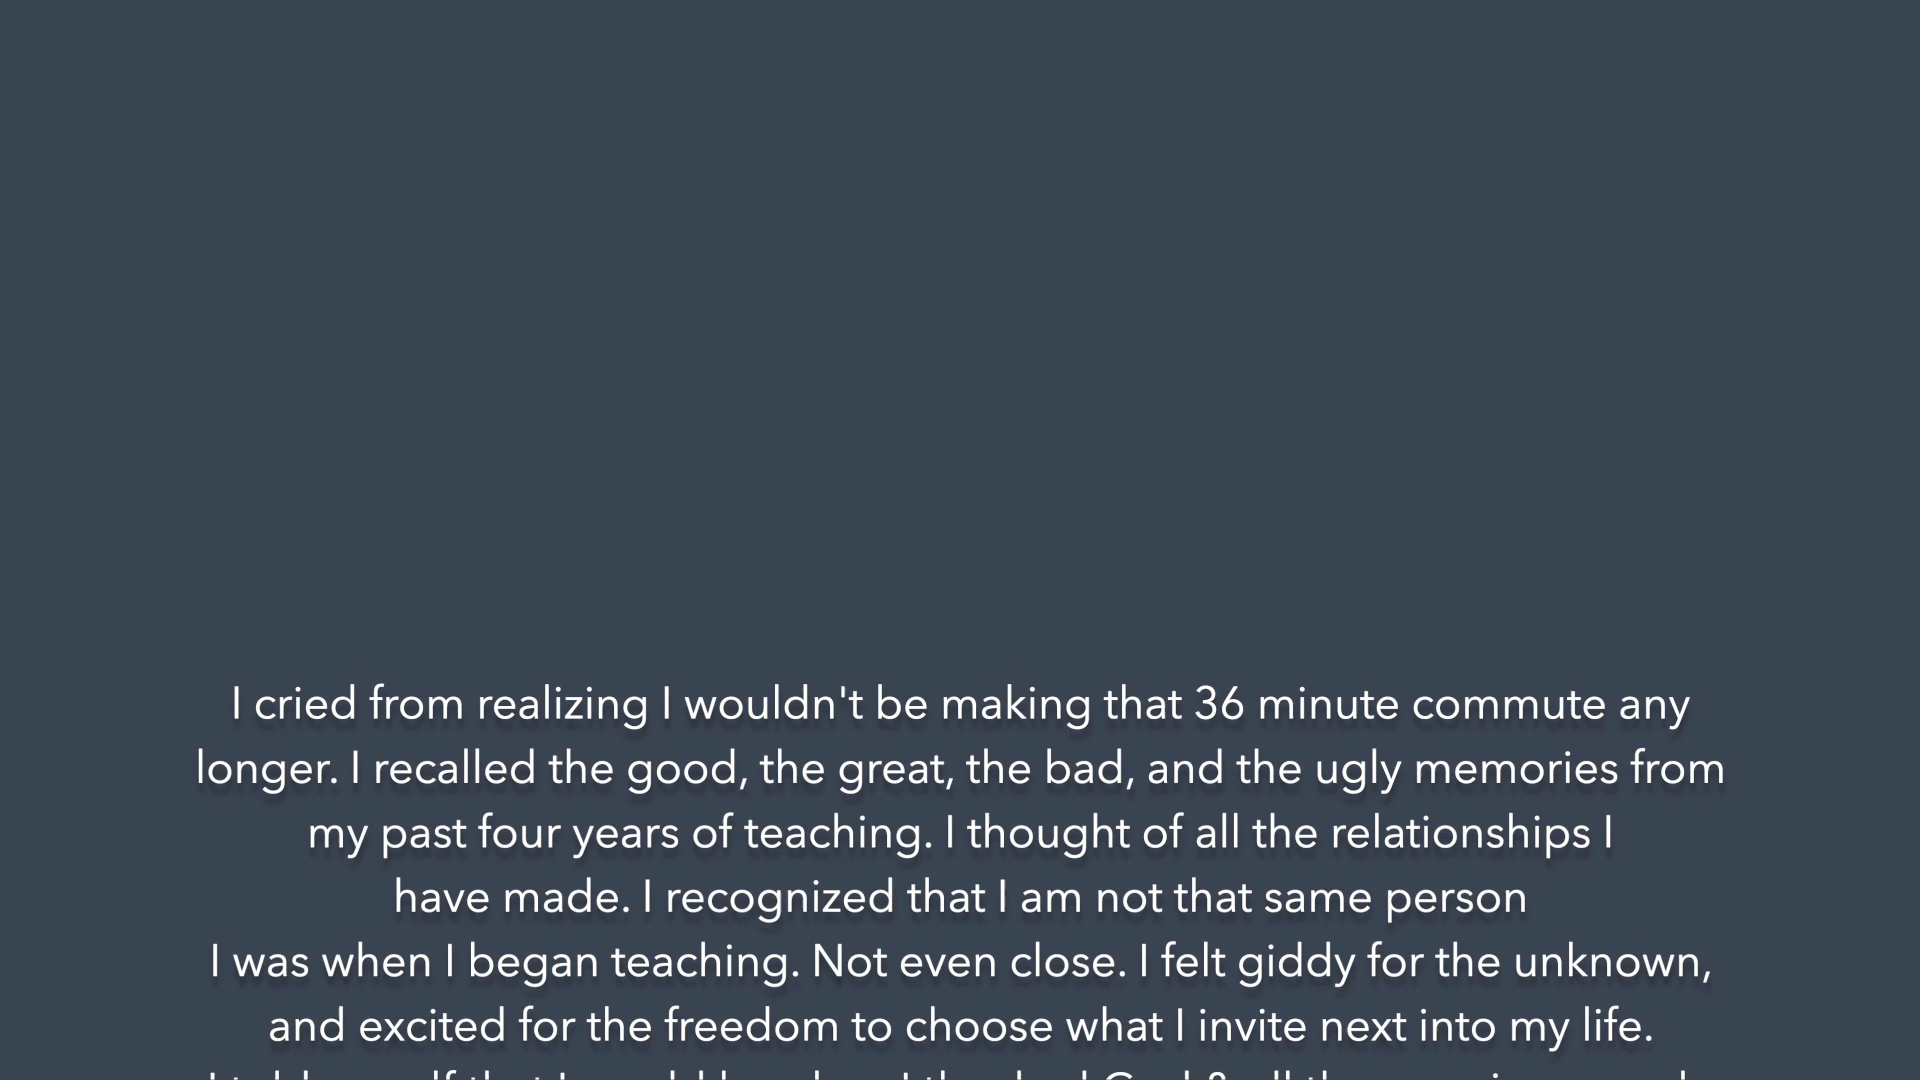 I cried from realizing I wouldn't be making that 36 minute commute any
longer. I recalled the good, the great, the bad, and the ugly memories from
my past four years of teaching. I thought of all the relationships I
have made. I recognized that I am not that same person
I was when I began teaching. Not even close. I felt giddy for the unknown,
and excited for the freedom to choose what I invite next into my life.